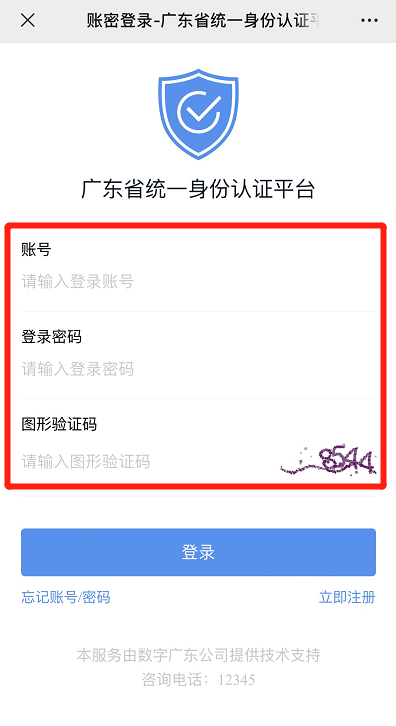 账密登录-广东省统一身份认证平
广东省统一身份认证平台
账号
请输入登录账号
登录密码
请输入登录密码
图形验证码
请输入图形验证码
8544
登录
忘记账号/密码 立即注册
本服务由数字广东公司提供技术支持
咨询电话：12345